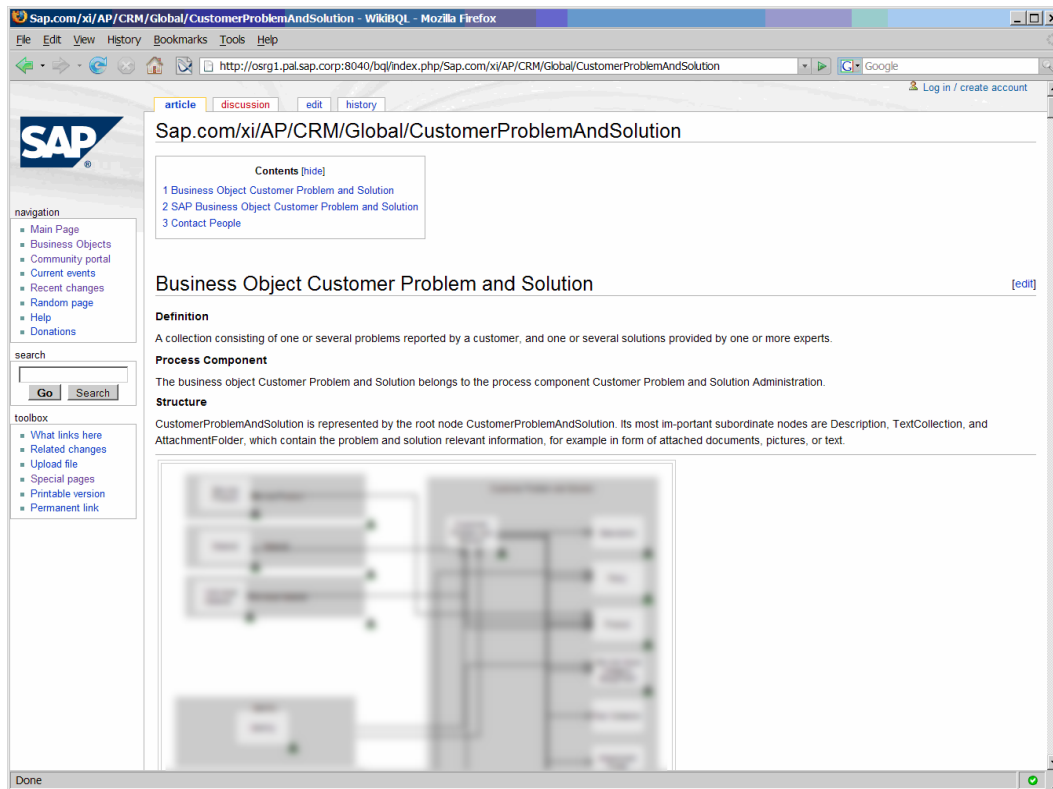 Sap.com/xi/AP/CRM/Global/CustomerProblemAndSolution - WikiBQL - Mozilla Firefox
File Edit View History Bookmarks Tools Help
http://osrg1.pal.sap.corp:8040/bql/index.php/Sap.com/xi/AP/CRM/Global/CustomerProblemAndSolution
G Google
Log in / create account
article discussion edit history
SAP ®
Sap.com/xi/AP/CRM/Global/CustomerProblemAndSolution
Contents [hide]
1 Business Object Customer Problem and Solution
2 SAP Business Object Customer Problem and Solution
3 Contact People
navigation
Main Page
Business Objects
Community portal
Current events
Recent changes
Random page
Help
Donations
search
Go Search
toolbox
What links here
Related changes
Upload file
Special pages
Printable version
Permanent link
Business Object Customer Problem and Solution [edit]
Definition
A collection consisting of one or several problems reported by a customer, and one or several solutions provided by one or more experts.
Process Component
The business object Customer Problem and Solution belongs to the process component Customer Problem and Solution Administration.
Structure
CustomerProblemAndSolution is represented by the root node CustomerProblemAndSolution. Its most im-portant subordinate nodes are Description, TextCollection, and
AttachmentFolder, which contain the problem and solution relevant information, for example in form of attached documents, pictures, or text.
Done